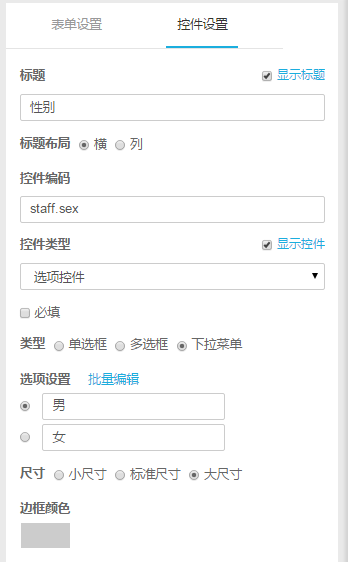 表单设置 控件设置
标题 显示标题
性别
标题布局 横 列
控件编码
staff.sex
控件类型 显示控件
选项控件
必填
类型 单选框 多选框 下拉菜单
选项设置 批量编辑
男
女
尺寸 小尺寸 标准尺寸 大尺寸
边框颜色